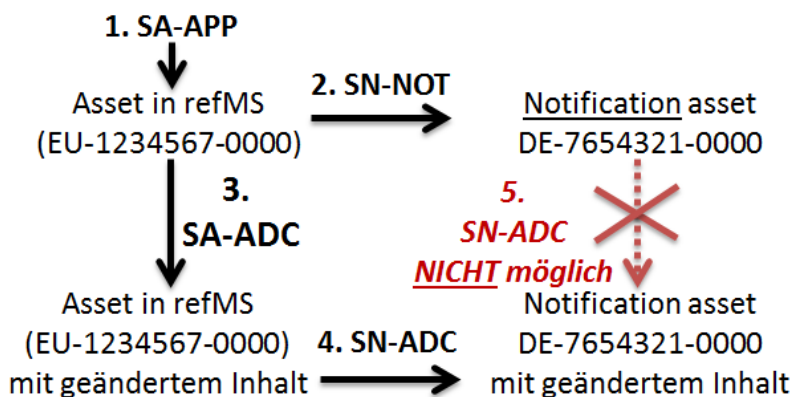 1. SA-APP
Asset in refMS
(EU-1234567-0000)
2. SN-NOT
Notification asset
DE-7654321-0000
3.
SA-ADC
5.
SN-ADC
NICHT möglich
Asset in refMS
(EU-1234567-0000)
mit geändertem Inhalt
4. SN-ADC
Notification asset
DE-7654321-0000
mit geändertem Inhalt